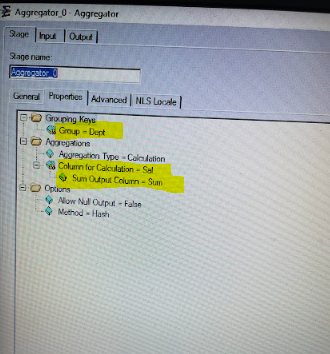 Aggregator_0 - Aggregator
Stage Input Output
Stage name:
Aggregator_0
General Properties Advanced NLS Locale
Grouping Keys
Group = Dept
Aggregations
Aggregation Type = Calculation
Column for Calculation = Sal
Sum Output Column = Sum
Options
Allow Null Output = False
Method = Hash